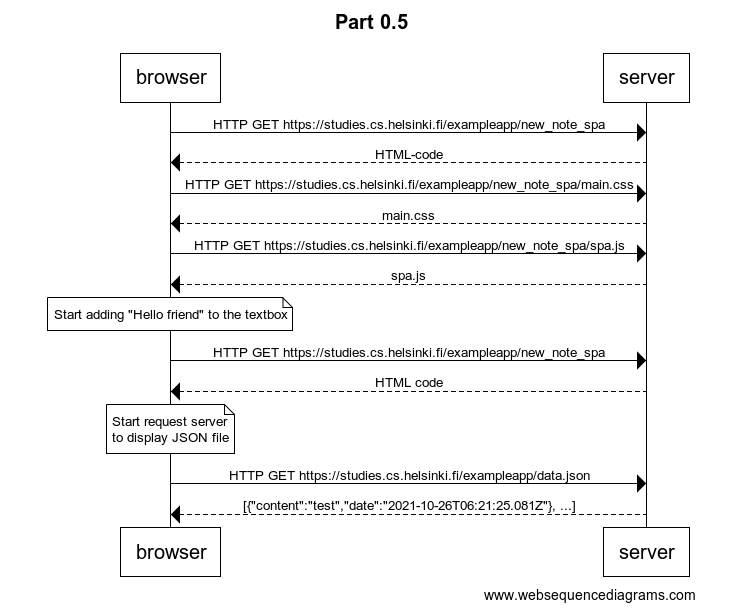 Part 0.5
browser
server
HTTP GET https://studies.cs.helsinki.fi/exampleapp/new_note_spa
HTML-code
HTTP GET https://studies.cs.helsinki.fi/exampleapp/new_note_spa/main.css
main.css
HTTP GET https://studies.cs.helsinki.fi/exampleapp/new_note_spa/spa.js
spa.js
Start adding "Hello friend" to the textbox
HTTP GET https://studies.cs.helsinki.fi/exampleapp/new_note_spa
HTML code
Start request server
to display JSON file
HTTP GET https://studies.cs.helsinki.fi/exampleapp/data.json
[{"content":"test","date":"2021-10-26T06:21:25.081Z"}, ...]
browser
server
www.websequencediagrams.com